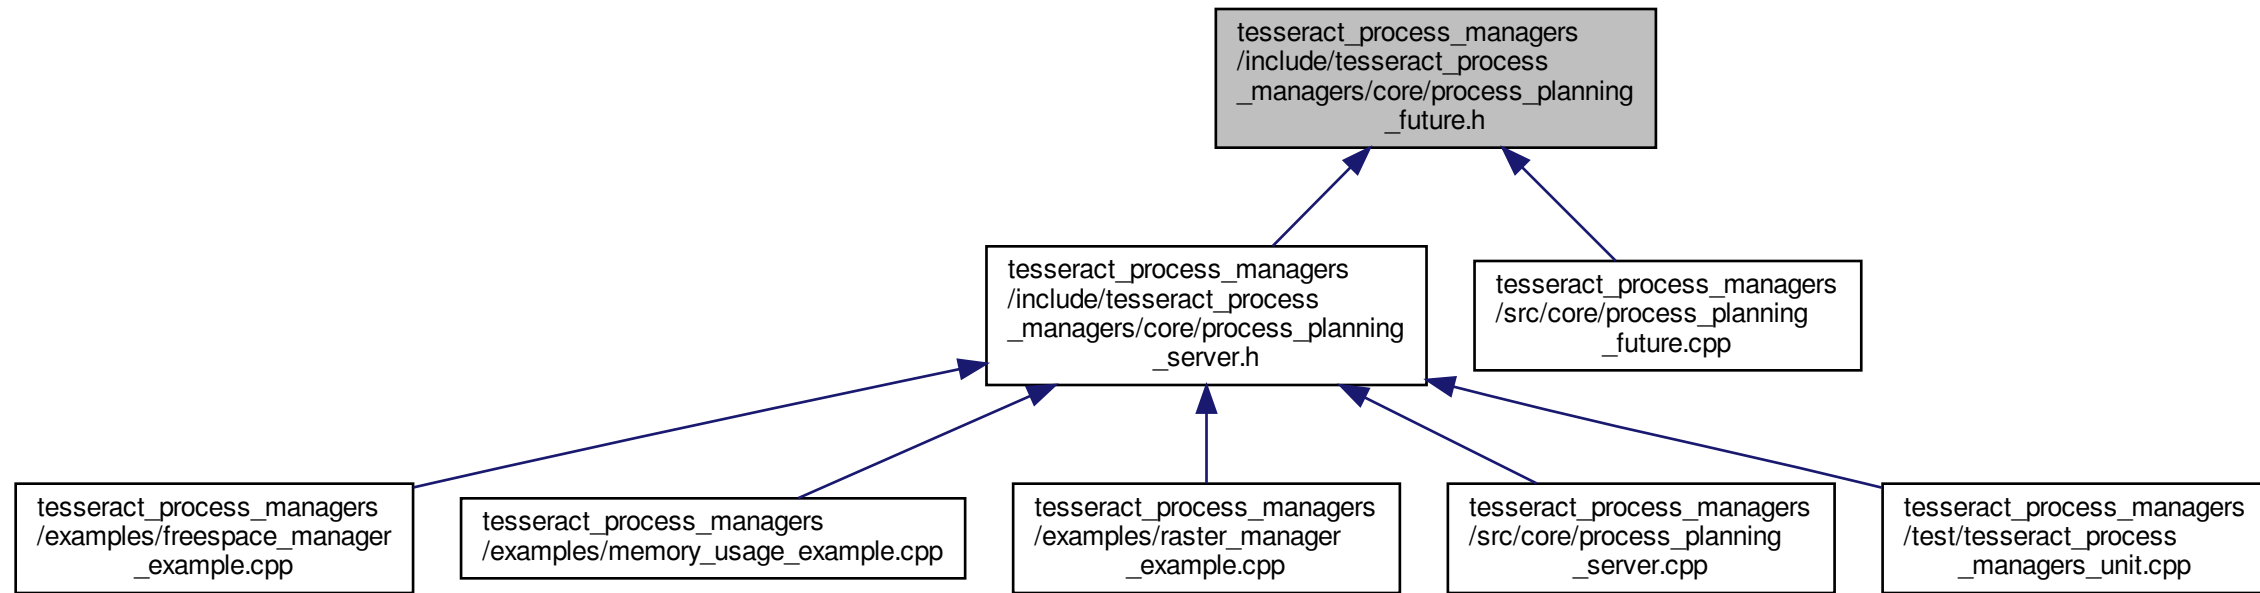 tesseract_process_managers
/include/tesseract_process
_managers/core/process_planning
_future.h
tesseract_process_managers
/include/tesseract_process
_managers/core/process_planning
_server.h
tesseract_process_managers
/src/core/process_planning
_future.cpp
tesseract_process_managers
/examples/freespace_manager
_example.cpp
tesseract_process_managers
/examples/memory_usage_example.cpp
tesseract_process_managers
/examples/raster_manager
_example.cpp
tesseract_process_managers
/src/core/process_planning
_server.cpp
tesseract_process_managers
/test/tesseract_process
_managers_unit.cpp